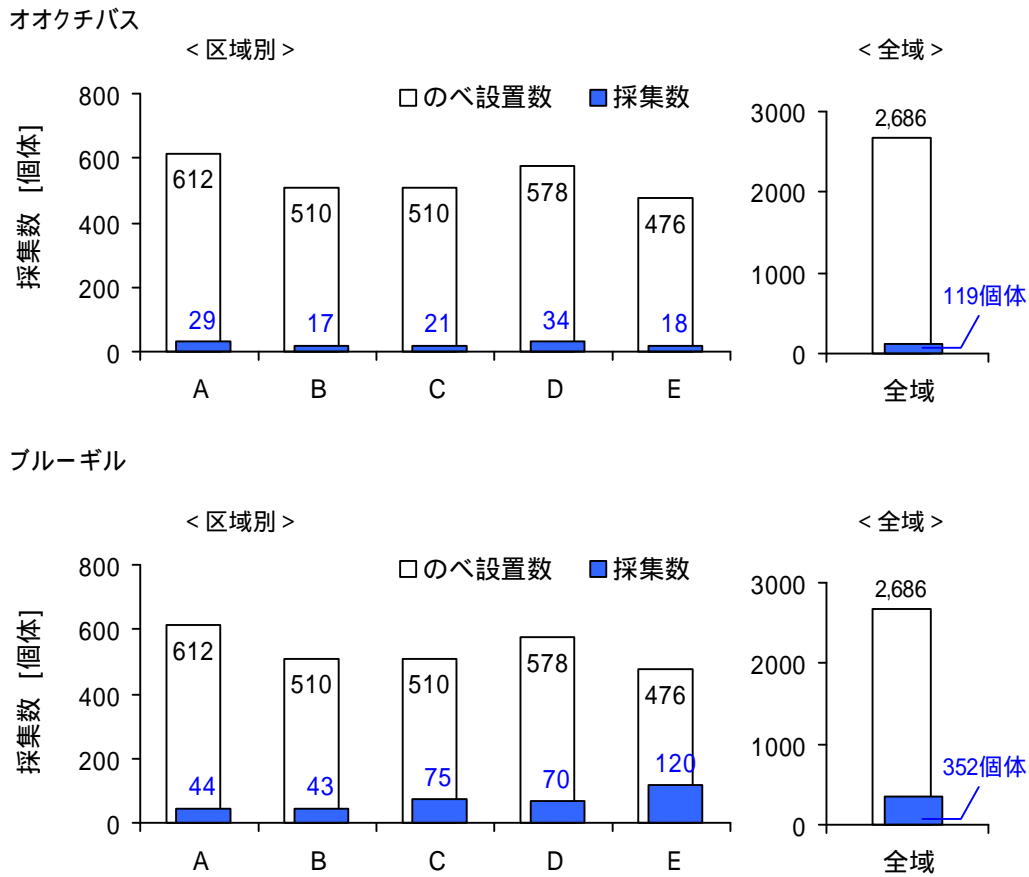 オオクチバス
<区域別>
<全域>
□のべ設置数 ■採集数
採集数 [個体]
800
600
400
200
0
612
510
510
578
476
29
17
21
34
18
A B C D E
3000
2000
1000
0
2,686
119個体
全域
ブルーギル
<区域別>
<全域>
□のべ設置数 ■採集数
採集数 [個体]
800
600
400
200
0
612
510
510
578
476
44
43
75
70
120
A B C D E
3000
2000
1000
0
2,686
352個体
全域